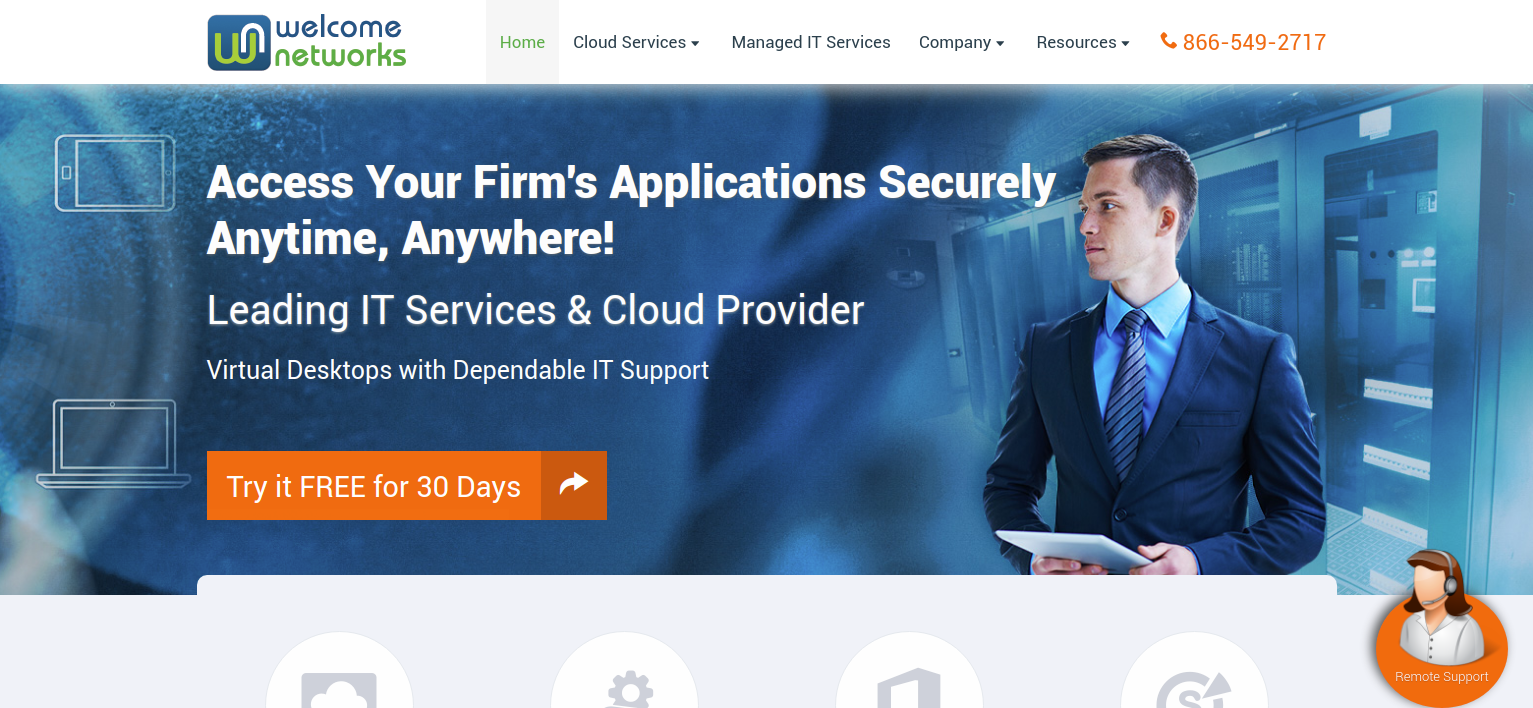 welcome
networks
Home
Cloud Services
Managed IT Services
Company
Resources
866-549-2717
Access Your Firm's Applications Securely
Anytime, Anywhere!
Leading IT Services & Cloud Provider
Virtual Desktops with Dependable IT Support
Try it FREE for 30 Days
Remote Support